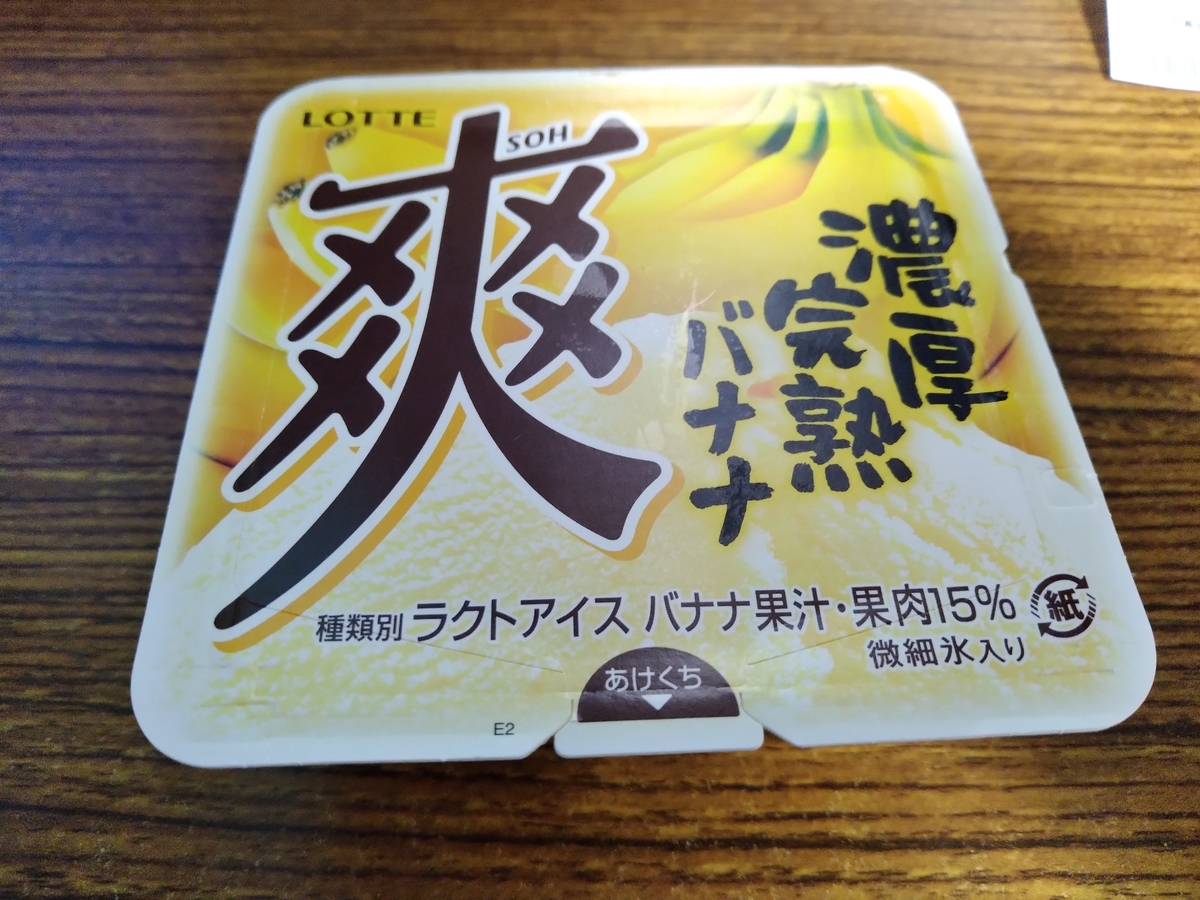 LOTTE
SOH
爽
濃厚
完熟
バナナ
種類別 ラクトアイス バナナ果汁・果肉15%
微細氷入り
紙
あけくち
E2